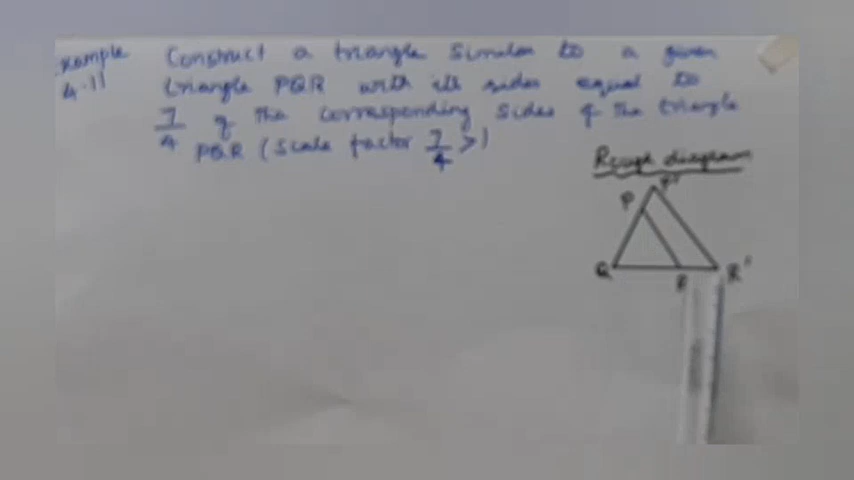 Example Construct a triangle similar to a given
4.11 triangle PQR with its sides equal to
7/4 of the corresponding sides of the triangle
PQR (scale factor 7/4 > 1
Rough diagram
P'
P
Q
R
R'